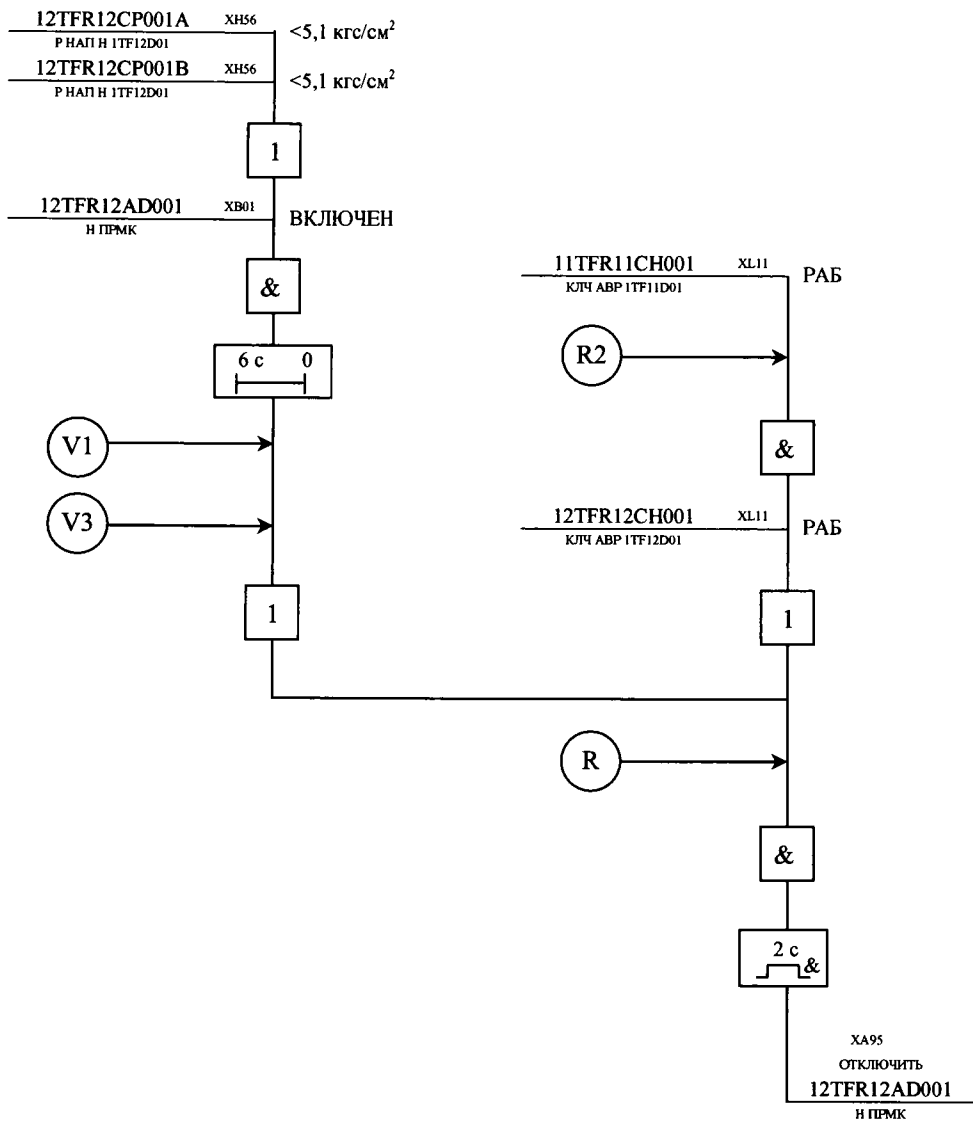 12TFR12CP001A XH56 <5,1 кгс/см²
Р НАП Н 1TF12D01
12TFR12CP001B XH56 <5,1 кгс/см²
Р НАП Н 1TF12D01
1
12TFR12AD001 XB01 ВКЛЮЧЕН
Н ПРМК
&
11TFR11CH001 XL11 РАБ
КЛЧ АВР 1TF11D01
6 с 0
R2
V1
&
V3
12TFR12CH001 XL11 РАБ
КЛЧ АВР 1TF12D01
1
1
R
&
2 с
&
XA95
ОТКЛЮЧИТЬ
12TFR12AD001
Н ПРМК